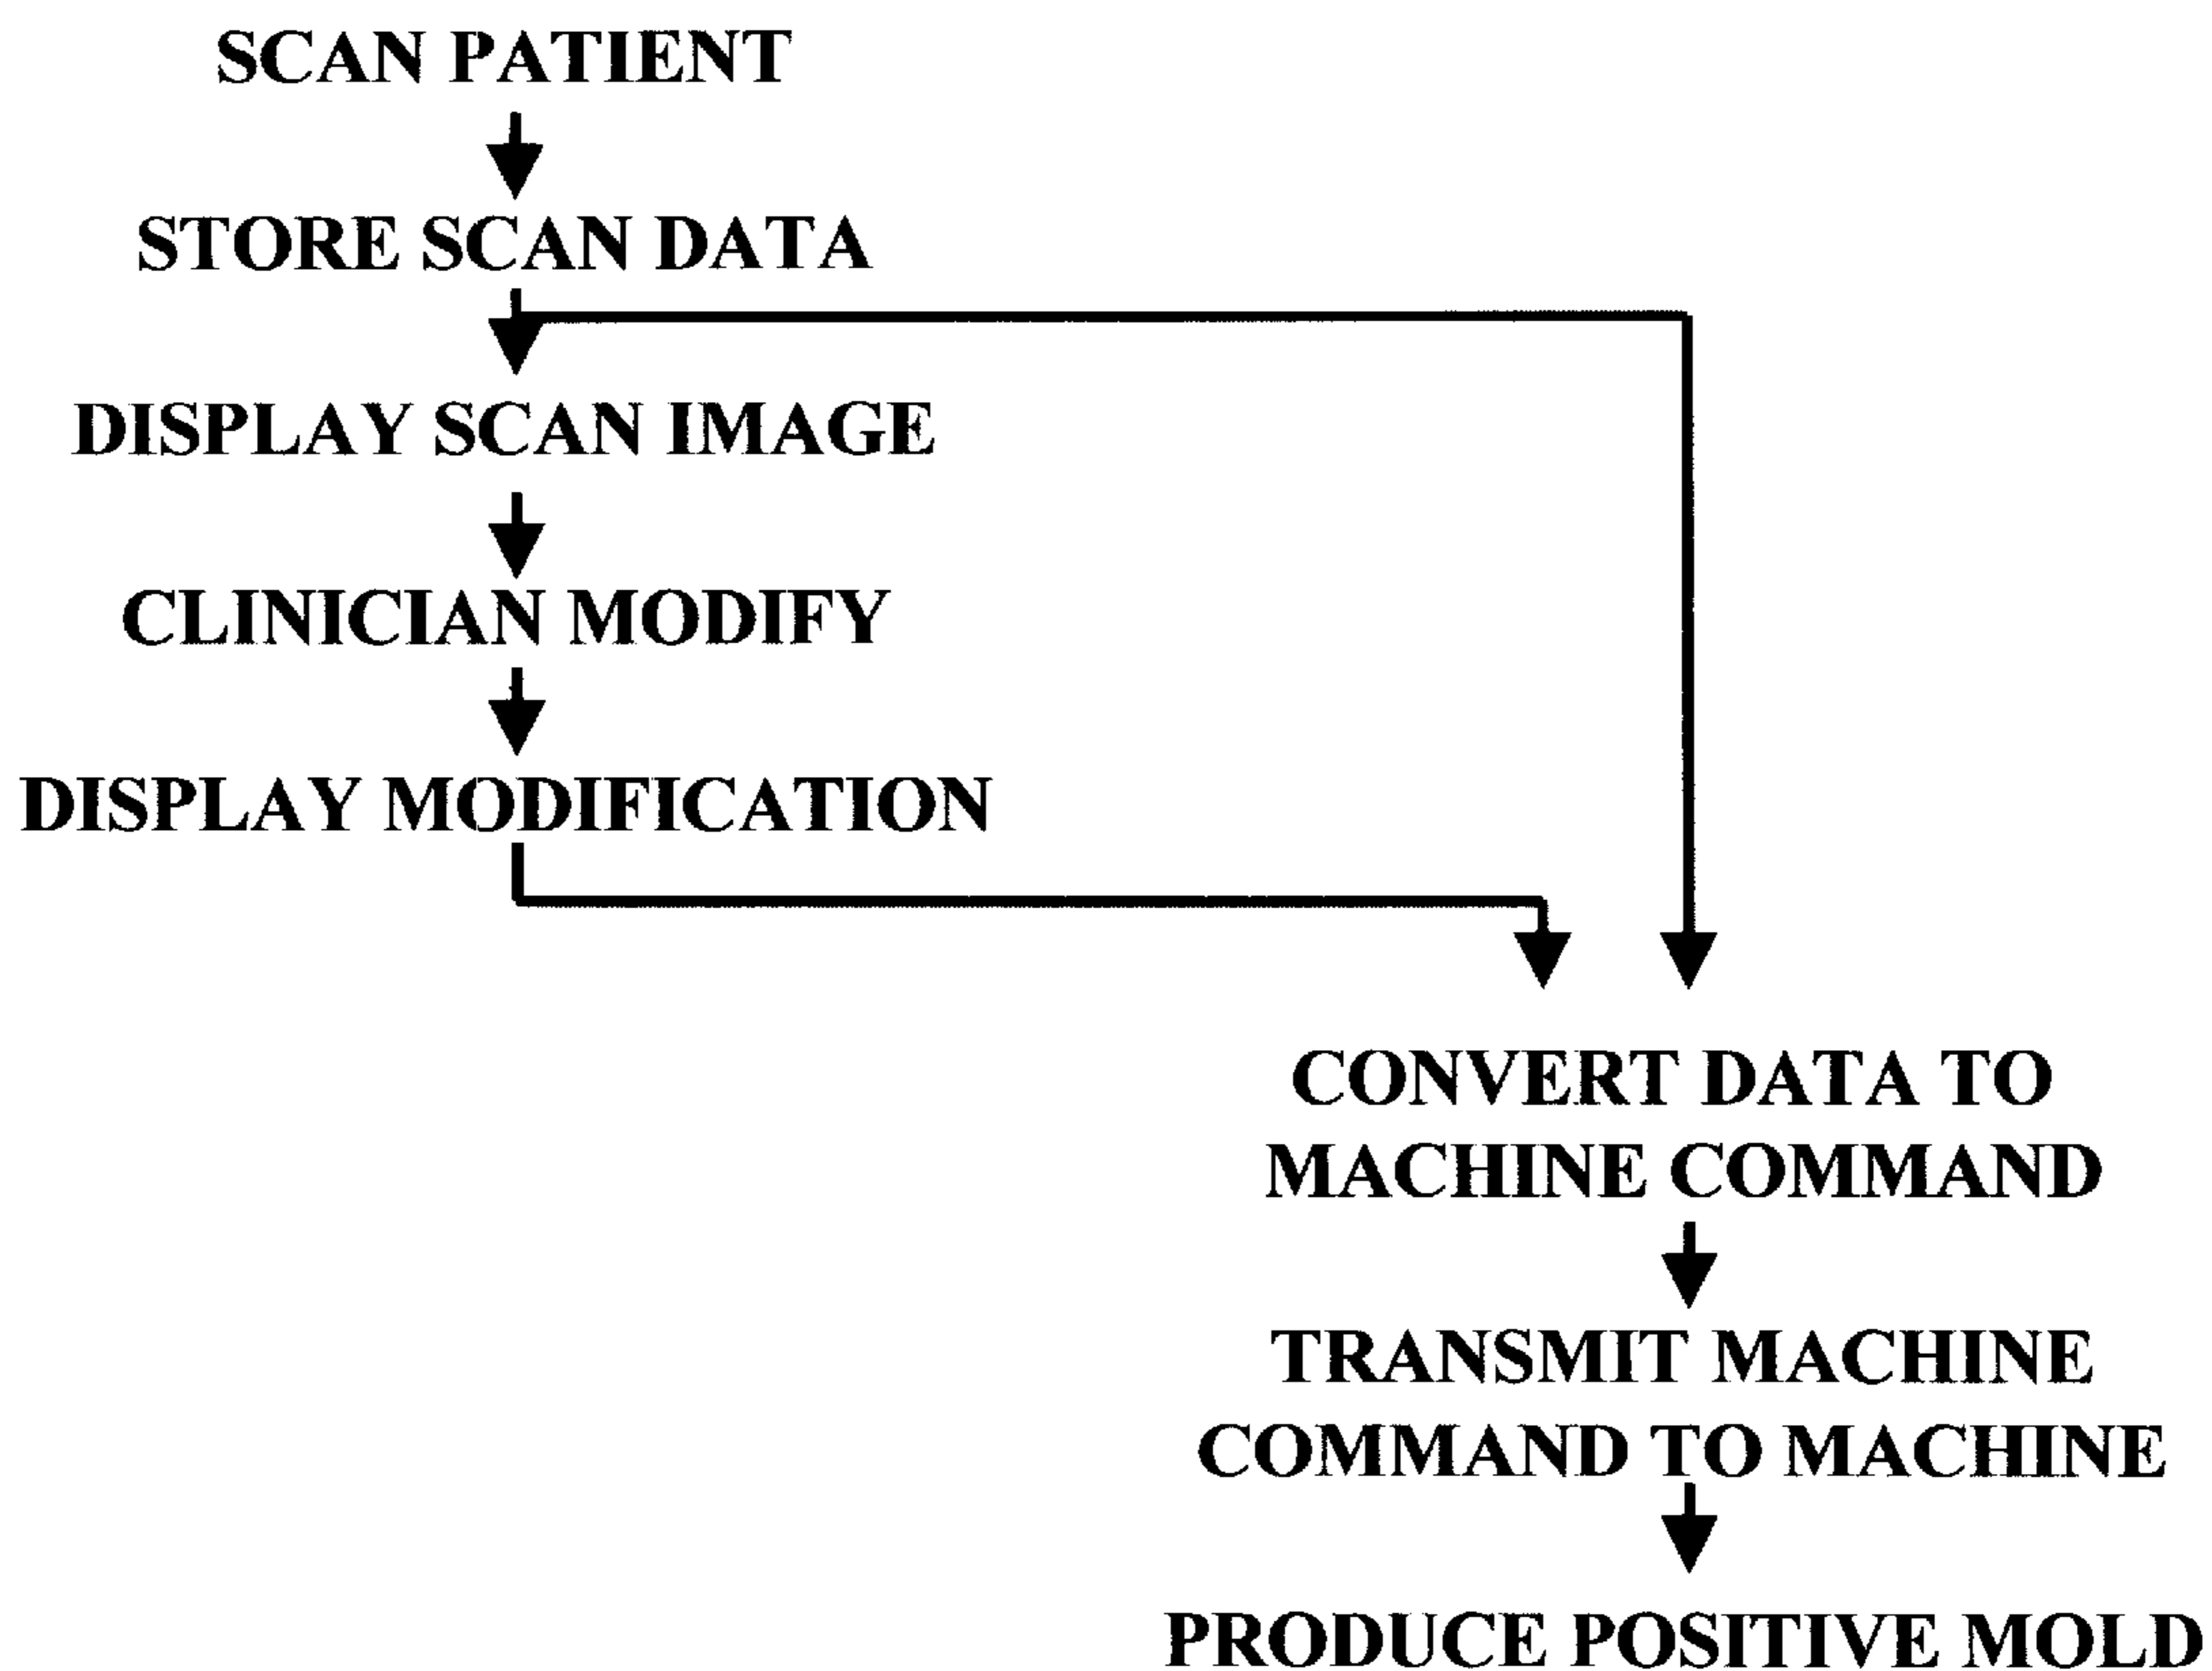 SCAN PATIENT
STORE SCAN DATA
DISPLAY SCAN IMAGE
CLINICIAN MODIFY
DISPLAY MODIFICATION
CONVERT DATA TO
MACHINE COMMAND
TRANSMIT MACHINE
COMMAND TO MACHINE
PRODUCE POSITIVE MOLD